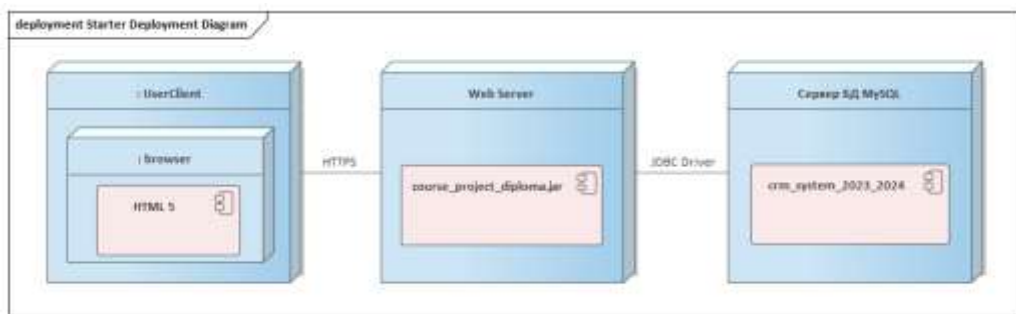 deployment Starter Deployment Diagram
: UserClient
: browser
HTML 5
HTTPS
Web Server
course_project_diploma.jar
JDBC Driver
Сервер БД MySQL
crm_system_2023_2024